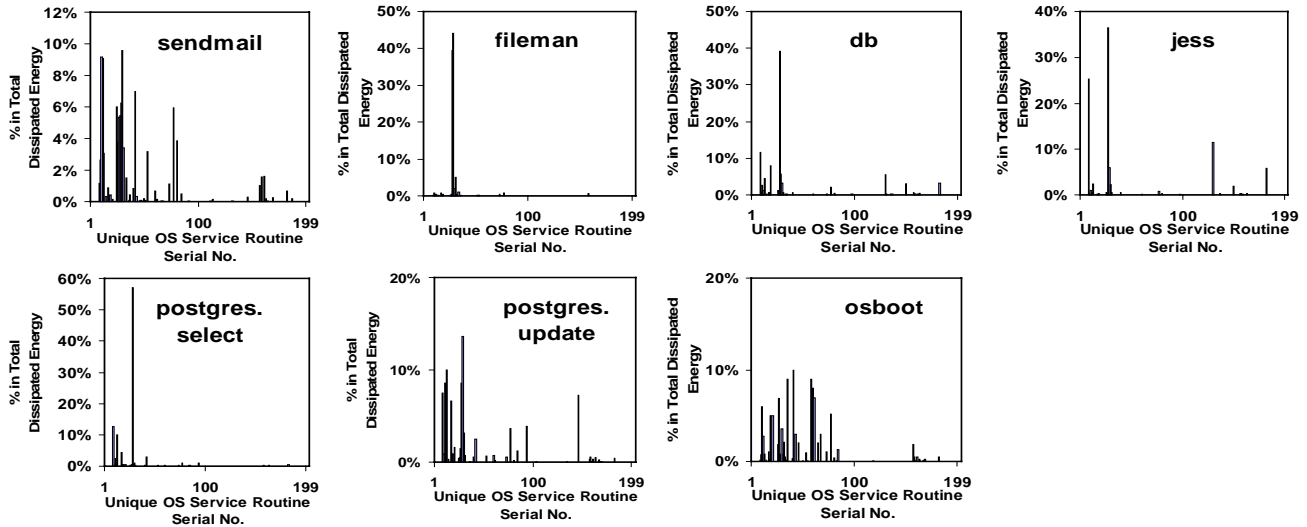 sendmail
% in Total
Dissipated Energy
12%
10%
8%
6%
4%
2%
0%
1
100
199
Unique OS Service Routine
Serial No.
fileman
% in Total Dissipated
Energy
50%
40%
30%
20%
10%
0%
1
100
199
Unique OS Service Routine
Serial No.
db
% in Total Dissipated
Energy
50%
40%
30%
20%
10%
0%
1
100
199
Unique OS Service Routine
Serial No.
jess
% in Total Dissipated
Energy
40%
30%
20%
10%
0%
1
100
199
Unique OS Service Routine
Serial No.
postgres.
select
% in Total
Dissipated Energy
60%
50%
40%
30%
20%
10%
0%
1
100
199
Unique OS Service Routine
Serial No.
postgres.
update
% in Total
Dissipated Energy
20%
10%
0%
1
100
199
Unique OS Service Routine
Serial No.
osboot
% in Total Dissipated
Energy
20%
10%
0%
1
100
199
Unique OS Service Routine
Serial No.